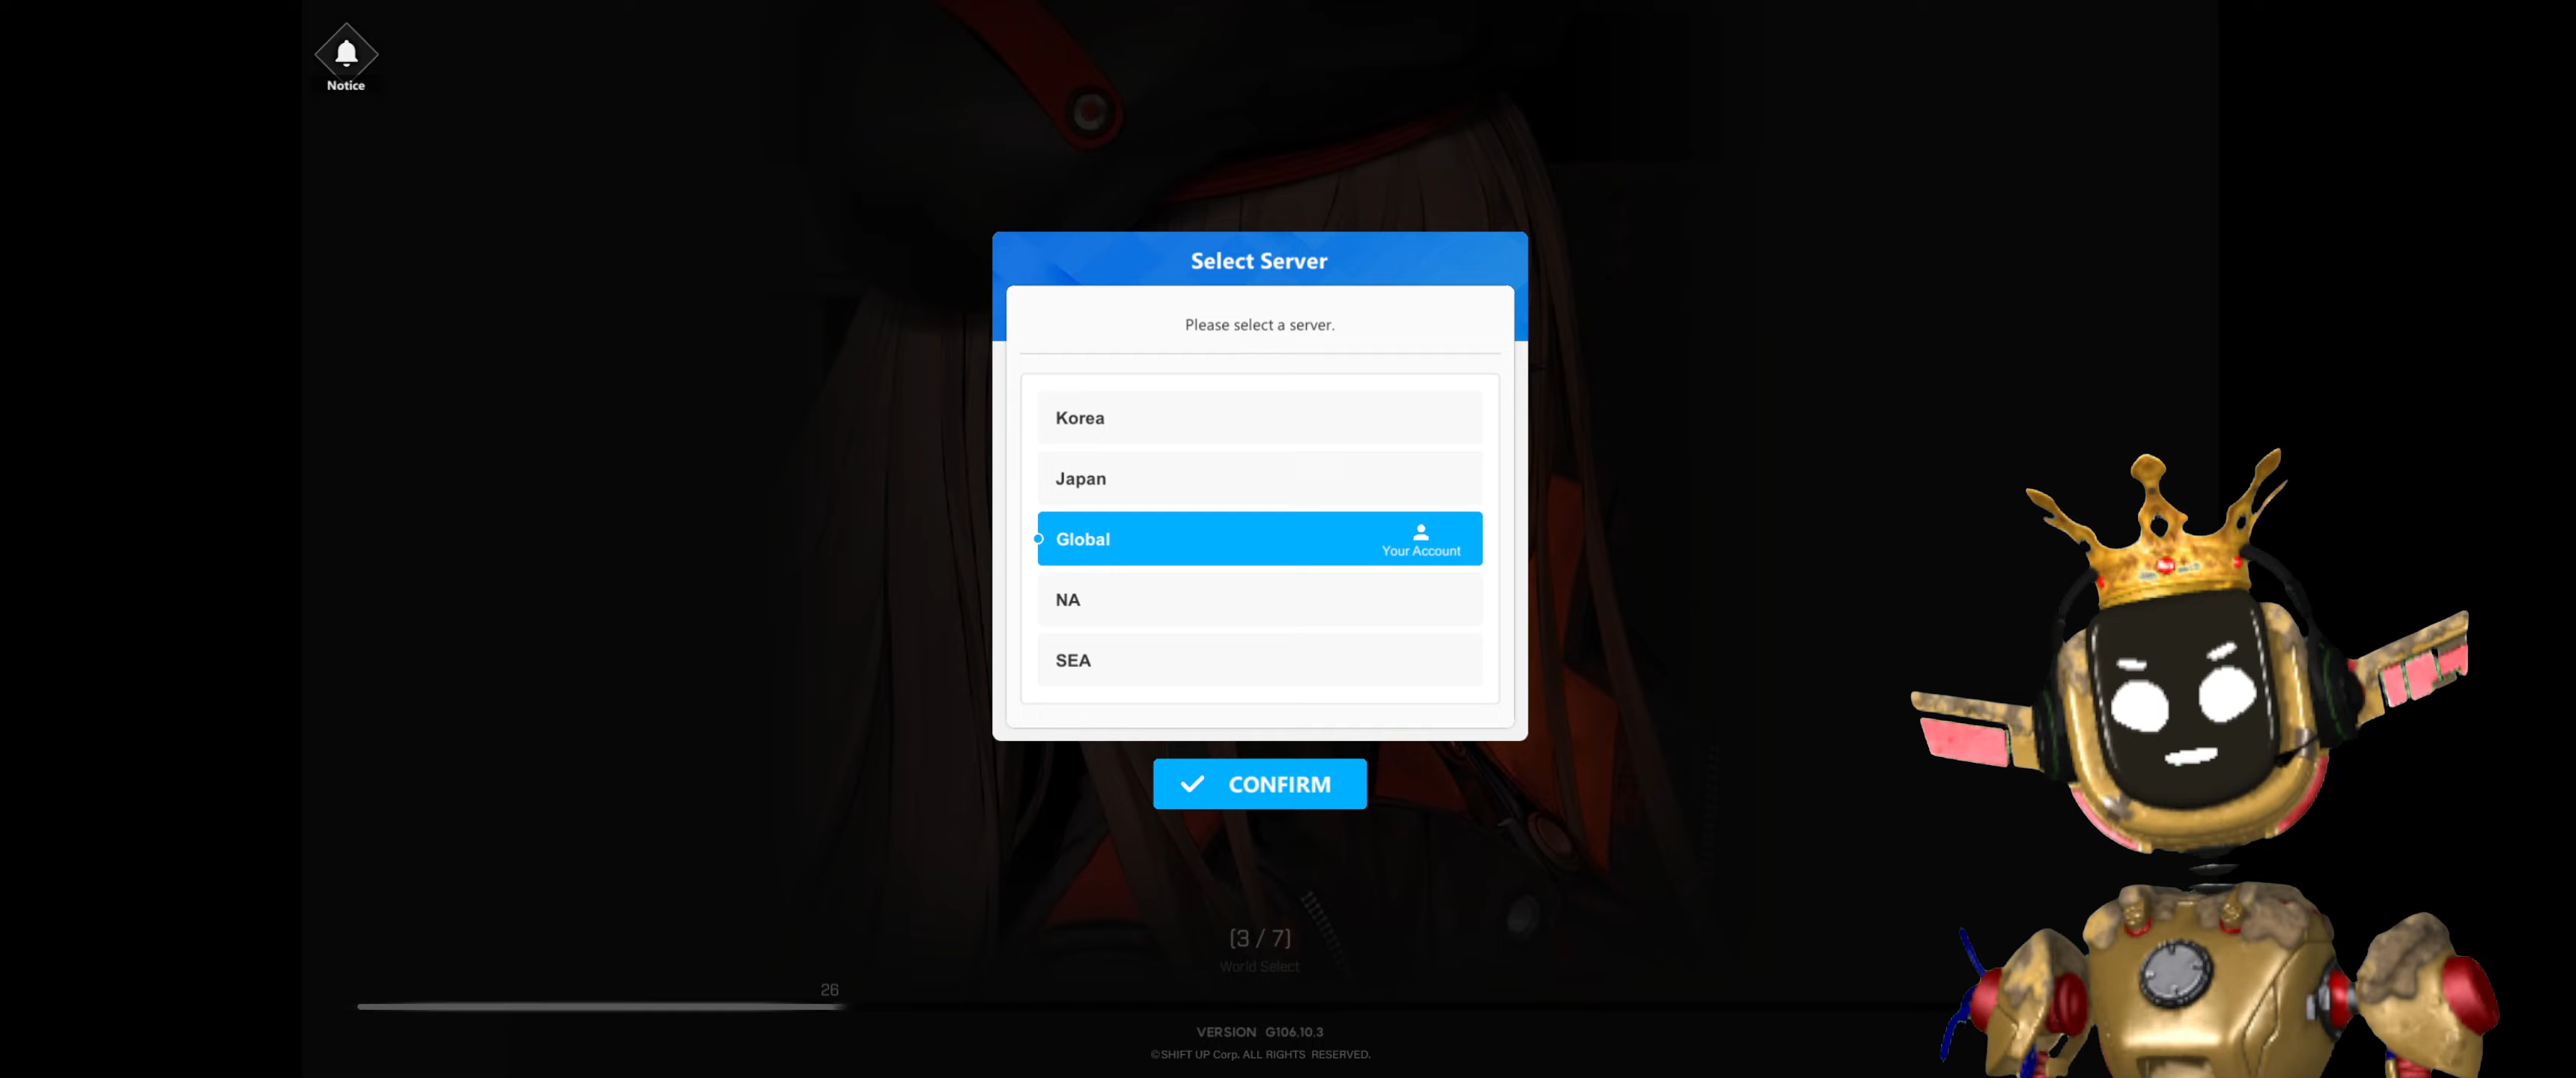 Notice
Select Server
Please select a server.
Korea
Japan
Global
Your Account
NA
SEA
CONFIRM
(3 / 7)
World Select
26
VERSION G106.10.3
©SHIFT UP Corp. ALL RIGHTS RESERVED.